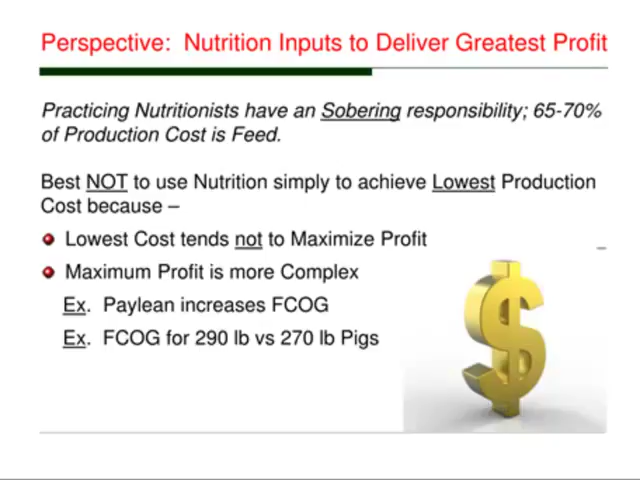 Perspective: Nutrition Inputs to Deliver Greatest Profit
Practicing Nutritionists have an Sobering responsibility; 65-70%
of Production Cost is Feed.
Best NOT to use Nutrition simply to achieve Lowest Production
Cost because –
Lowest Cost tends not to Maximize Profit
Maximum Profit is more Complex
Ex. Paylean increases FCOG
Ex. FCOG for 290 lb vs 270 lb Pigs